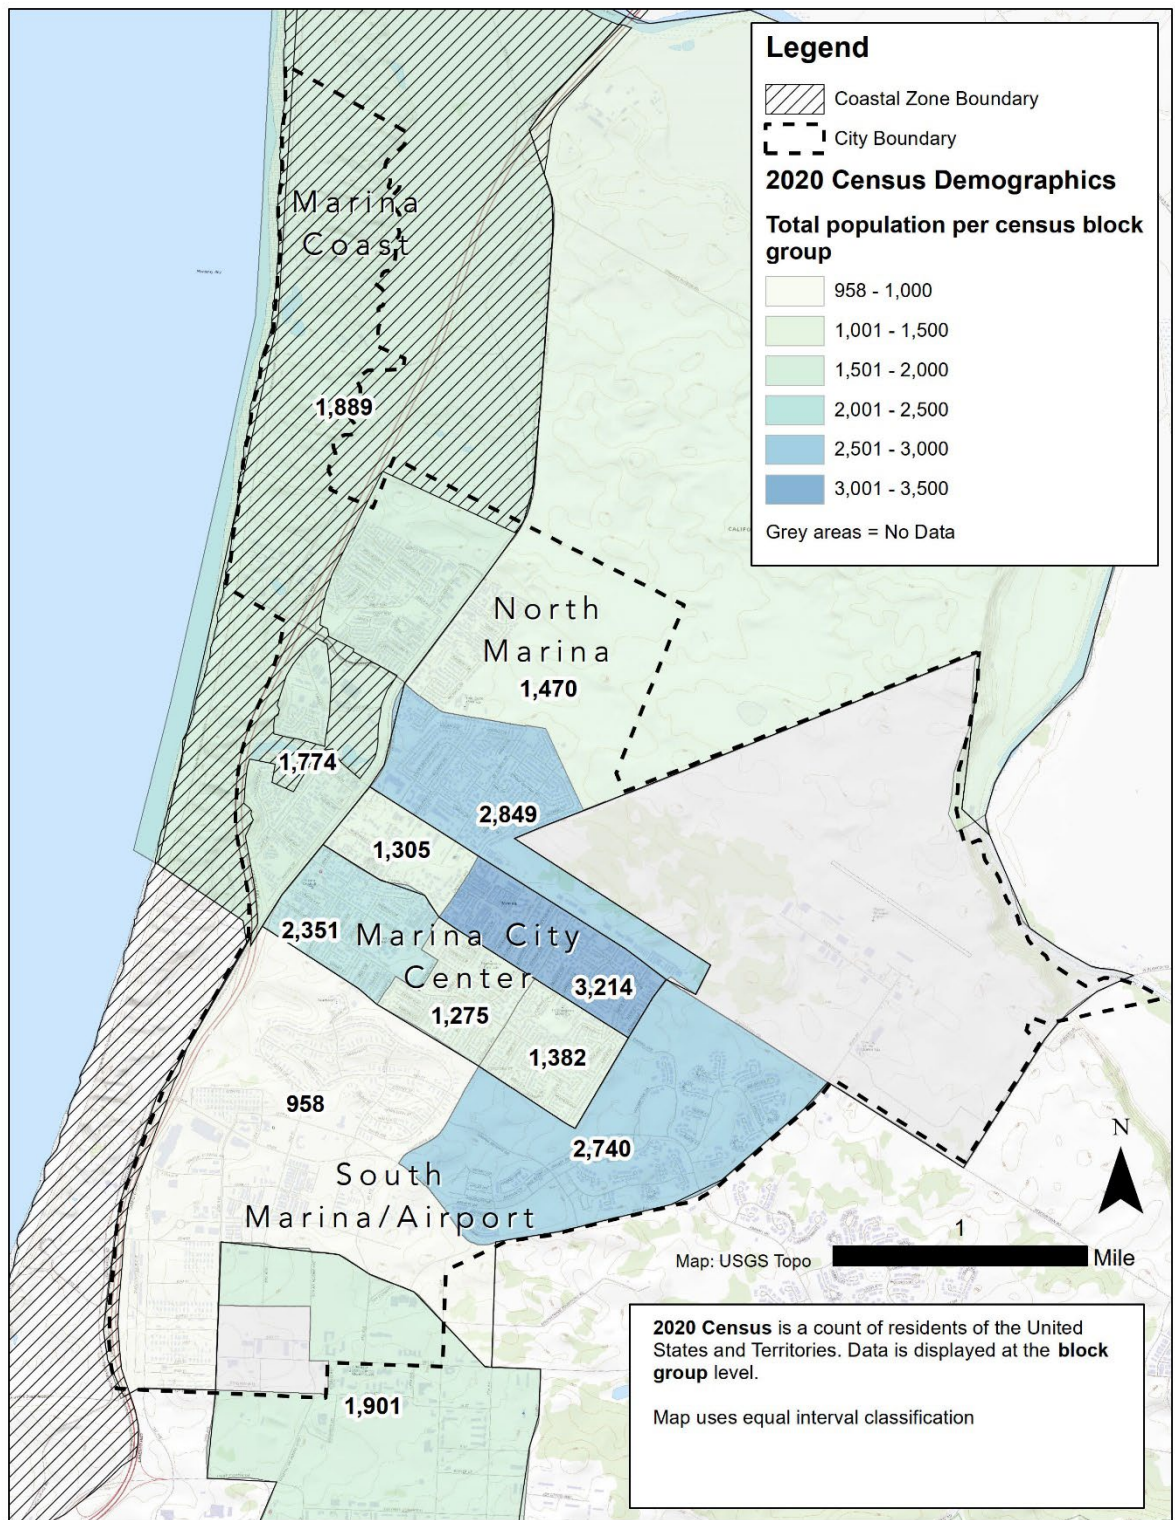 Legend
Coastal Zone Boundary
City Boundary
2020 Census Demographics
Total population per census block
group
958 - 1,000
1,001 - 1,500
1,501 - 2,000
2,001 - 2,500
2,501 - 3,000
3,001 - 3,500
Grey areas = No Data
Marina
Coast
1,889
North
Marina
1,470
1,774
2,849
1,305
2,351
Marina City
Center
3,214
1,275
1,382
958
2,740
South
Marina/Airport
1,901
N
1
Map: USGS Topo
Mile
2020 Census is a count of residents of the United
States and Territories. Data is displayed at the block
group level.
Map uses equal interval classification